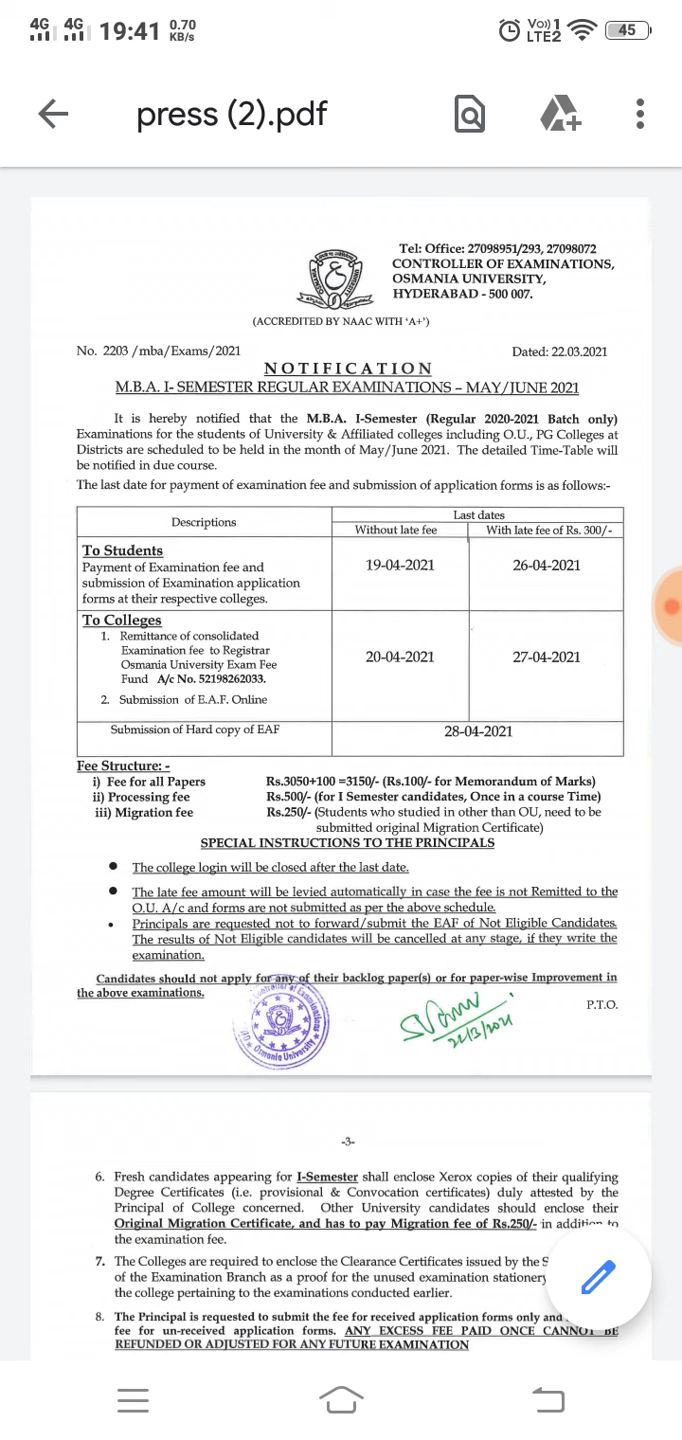 4G 4G 19:41 0.70 KB/s Vo)) 1 LTE2 45
press (2).pdf
Tel: Office: 27098951/293, 27098072
CONTROLLER OF EXAMINATIONS,
OSMANIA UNIVERSITY,
HYDERABAD - 500 007.
(ACCREDITED BY NAAC WITH 'A+')
No. 2203 /mba/Exams/2021 Dated: 22.03.2021
NOTIFICATION
M.B.A. I- SEMESTER REGULAR EXAMINATIONS – MAY/JUNE 2021
It is hereby notified that the M.B.A. I-Semester (Regular 2020-2021 Batch only)
Examinations for the students of University & Affiliated colleges including O.U., PG Colleges at
Districts are scheduled to be held in the month of May/June 2021. The detailed Time-Table will
be notified in due course.
The last date for payment of examination fee and submission of application forms is as follows:-
Descriptions Last dates
Without late fee With late fee of Rs. 300/-
To Students
Payment of Examination fee and
submission of Examination application
forms at their respective colleges.
19-04-2021 26-04-2021
To Colleges
1. Remittance of consolidated
Examination fee to Registrar
Osmania University Exam Fee
Fund A/c No. 52198262033.
2. Submission of E.A.F. Online
20-04-2021 27-04-2021
Submission of Hard copy of EAF 28-04-2021
Fee Structure: -
i) Fee for all Papers Rs.3050+100 =3150/- (Rs.100/- for Memorandum of Marks)
ii) Processing fee Rs.500/- (for I Semester candidates, Once in a course Time)
iii) Migration fee Rs.250/- (Students who studied in other than OU, need to be
submitted original Migration Certificate)
SPECIAL INSTRUCTIONS TO THE PRINCIPALS
• The college login will be closed after the last date.
• The late fee amount will be levied automatically in case the fee is not Remitted to the
O.U. A/c and forms are not submitted as per the above schedule.
• Principals are requested not to forward/submit the EAF of Not Eligible Candidates.
The results of Not Eligible candidates will be cancelled at any stage, if they write the
examination.
Candidates should not apply for any of their backlog paper(s) or for paper-wise Improvement in
the above examinations.
P.T.O.
Controller of Examinations
Osmania University
22/3/2021
-3-
6. Fresh candidates appearing for I-Semester shall enclose Xerox copies of their qualifying
Degree Certificates (i.e. provisional & Convocation certificates) duly attested by the
Principal of College concerned. Other University candidates should enclose their
Original Migration Certificate, and has to pay Migration fee of Rs.250/- in addition to
the examination fee.
7. The Colleges are required to enclose the Clearance Certificates issued by the S
of the Examination Branch as a proof for the unused examination stationery
the college pertaining to the examinations conducted earlier.
8. The Principal is requested to submit the fee for received application forms only and
fee for un-received application forms. ANY EXCESS FEE PAID ONCE CANNOT BE
REFUNDED OR ADJUSTED FOR ANY FUTURE EXAMINATION